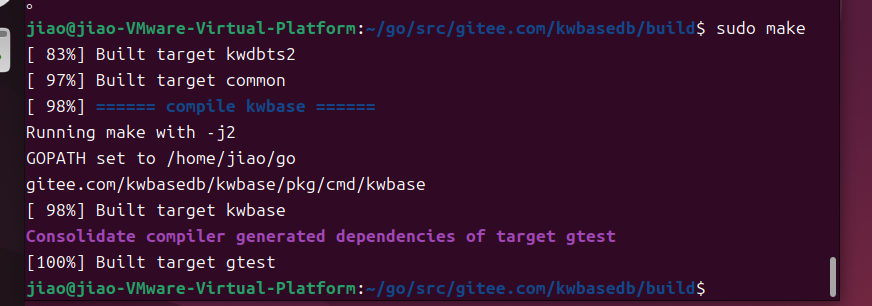 。
jiao@jiao-VMware-Virtual-Platform:~/go/src/gitee.com/kwbasedb/build$ sudo make
[ 83%] Built target kwdbts2
[ 97%] Built target common
[ 98%] ====== compile kwbase ======
Running make with -j2
GOPATH set to /home/jiao/go
gitee.com/kwbasedb/kwbase/pkg/cmd/kwbase
[ 98%] Built target kwbase
Consolidate compiler generated dependencies of target gtest
[100%] Built target gtest
jiao@jiao-VMware-Virtual-Platform:~/go/src/gitee.com/kwbasedb/build$